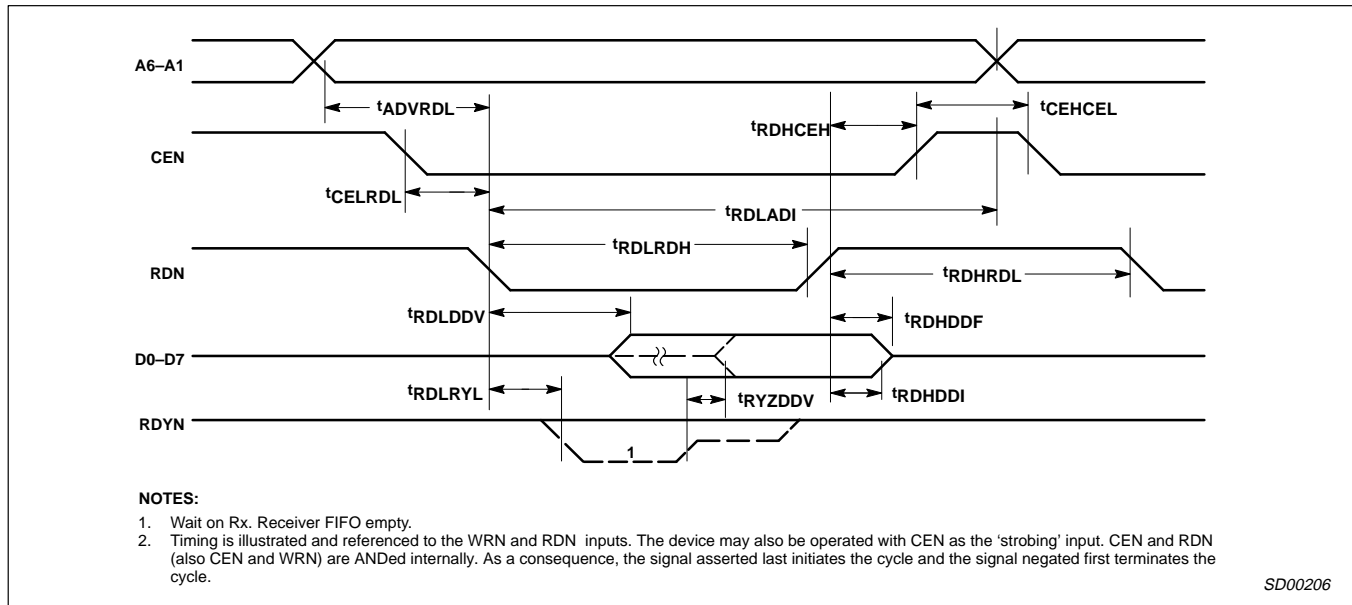 A6–A1
tADVRDL
tCEHCEL
tRDHCEH
CEN
tCELRDL
tRDLADI
tRDLRDH
RDN
tRDHRDL
tRDLDDV
tRDHDDF
D0–D7
tRDLRYL
tRYZDDV
tRDHDDI
RDYN
1
NOTES:
1. Wait on Rx. Receiver FIFO empty.
2. Timing is illustrated and referenced to the WRN and RDN inputs. The device may also be operated with CEN as the ‘strobing’ input. CEN and RDN
(also CEN and WRN) are ANDed internally. As a consequence, the signal asserted last initiates the cycle and the signal negated first terminates the
cycle.
SD00206